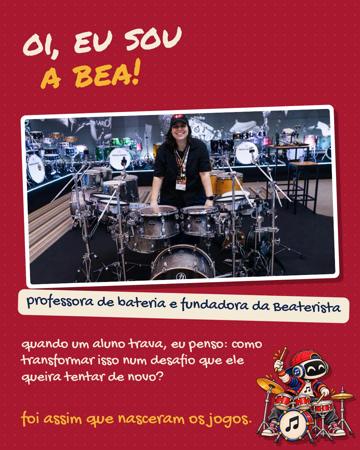 OI, EU SOU
A BEA!
professora de bateria e fundadora da Beaterista
quando um aluno trava, eu penso: como
transformar isso num desafio que ele
queira tentar de novo?
foi assim que nasceram os jogos.